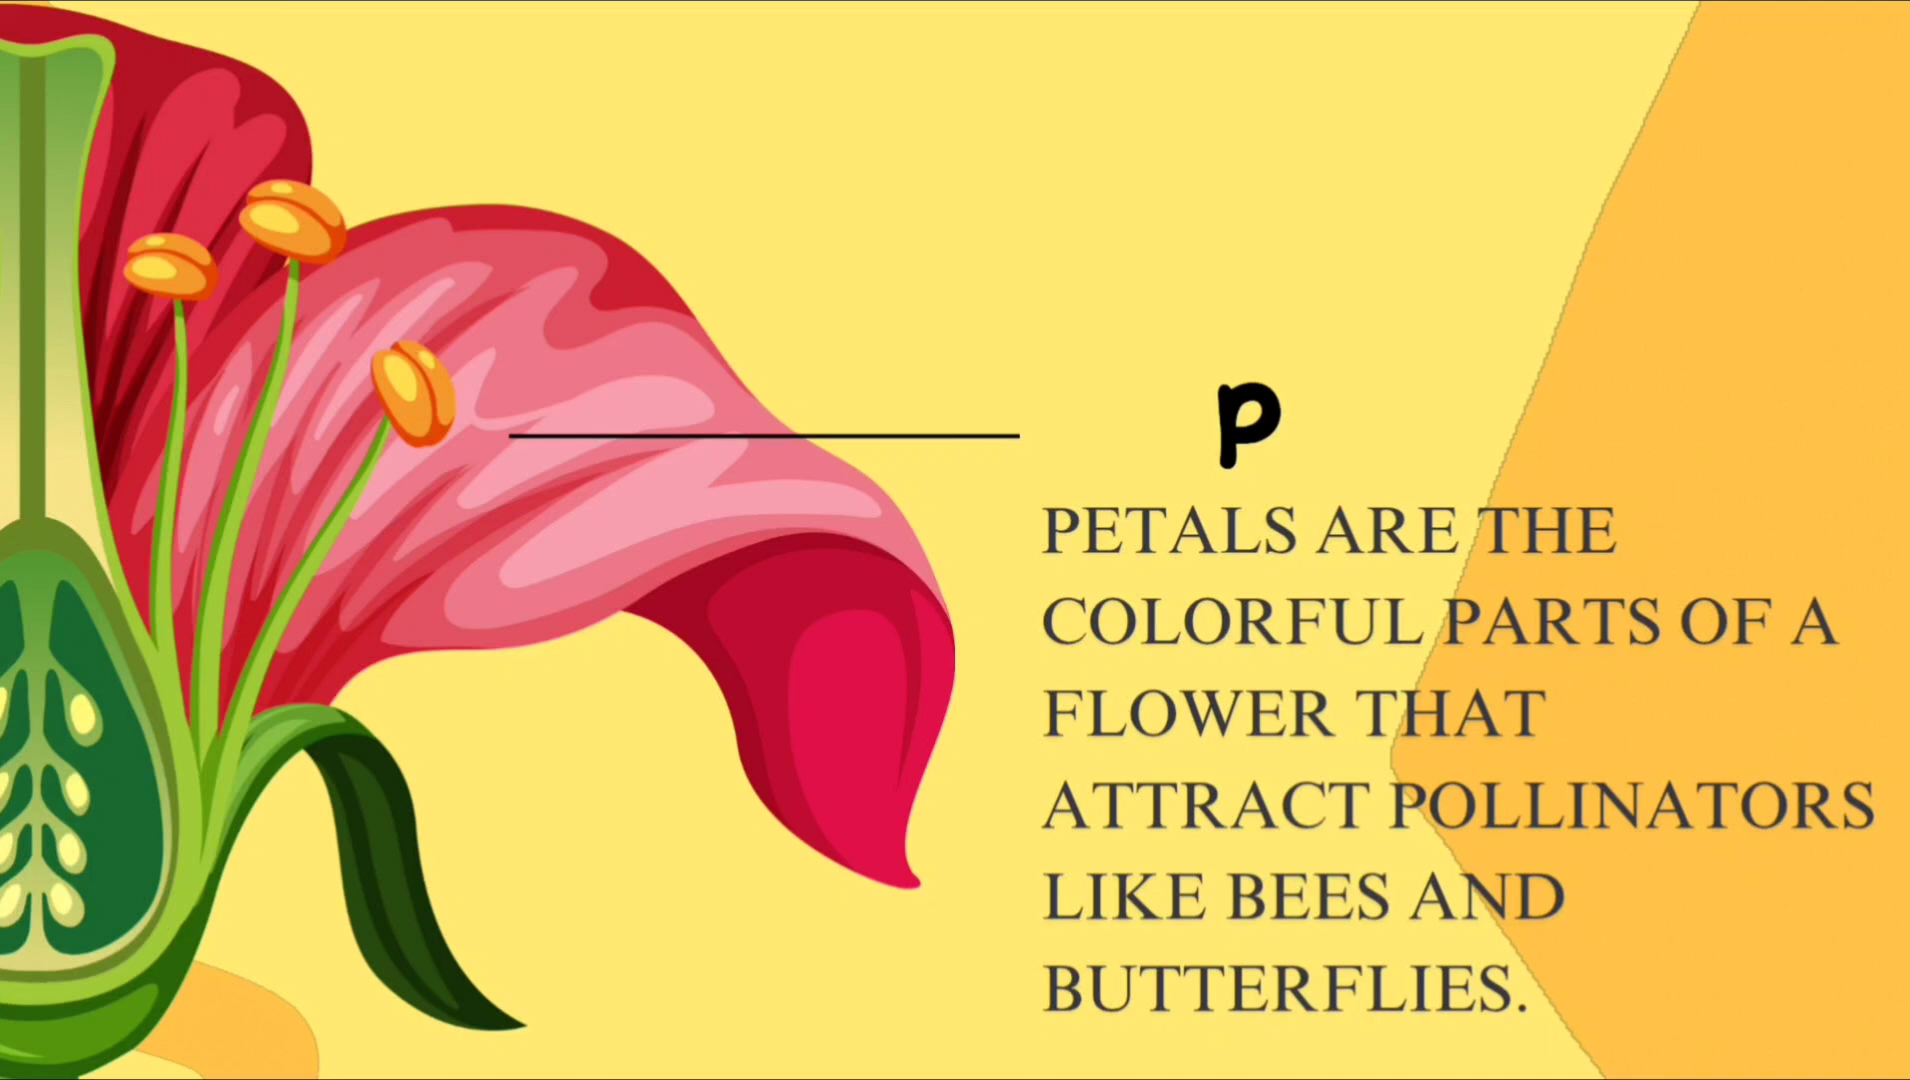 P
PETALS ARE THE
COLORFUL PARTS OF A
FLOWER THAT
ATTRACT POLLINATORS
LIKE BEES AND
BUTTERFLIES.